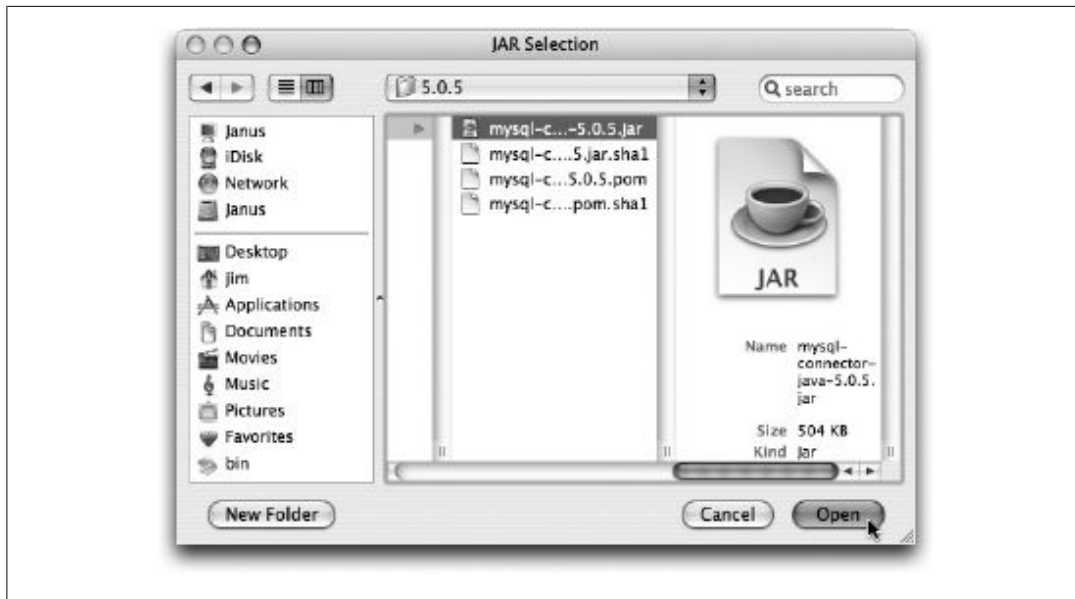 JAR Selection
5.0.5
search
Janus
iDisk
Network
Janus
Desktop
jim
Applications
Documents
Movies
Music
Pictures
Favorites
bin
mysql-c...-5.0.5.jar
mysql-c....5.jar.sha1
mysql-c....5.0.5.pom
mysql-c....pom.sha1
JAR
Name mysql-
connector-
java-5.0.5.
jar
Size 504 KB
Kind Jar
New Folder
Cancel
Open